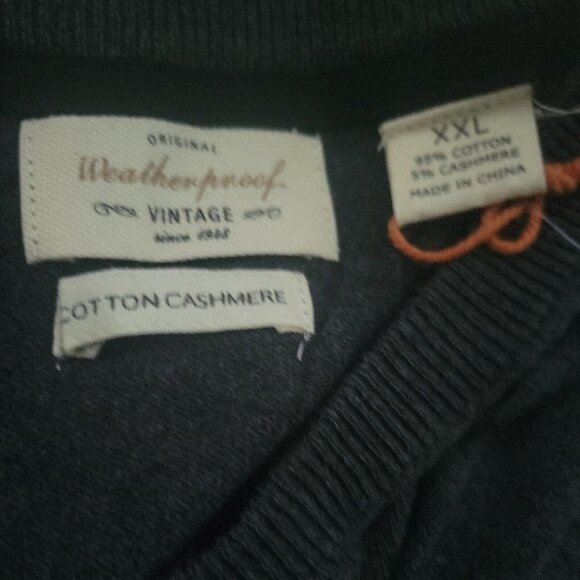 ORIGINAL
Weatherproof
VINTAGE
since 1948
COTTON CASHMERE
XXL
95% COTTON
5% CASHMERE
MADE IN CHINA